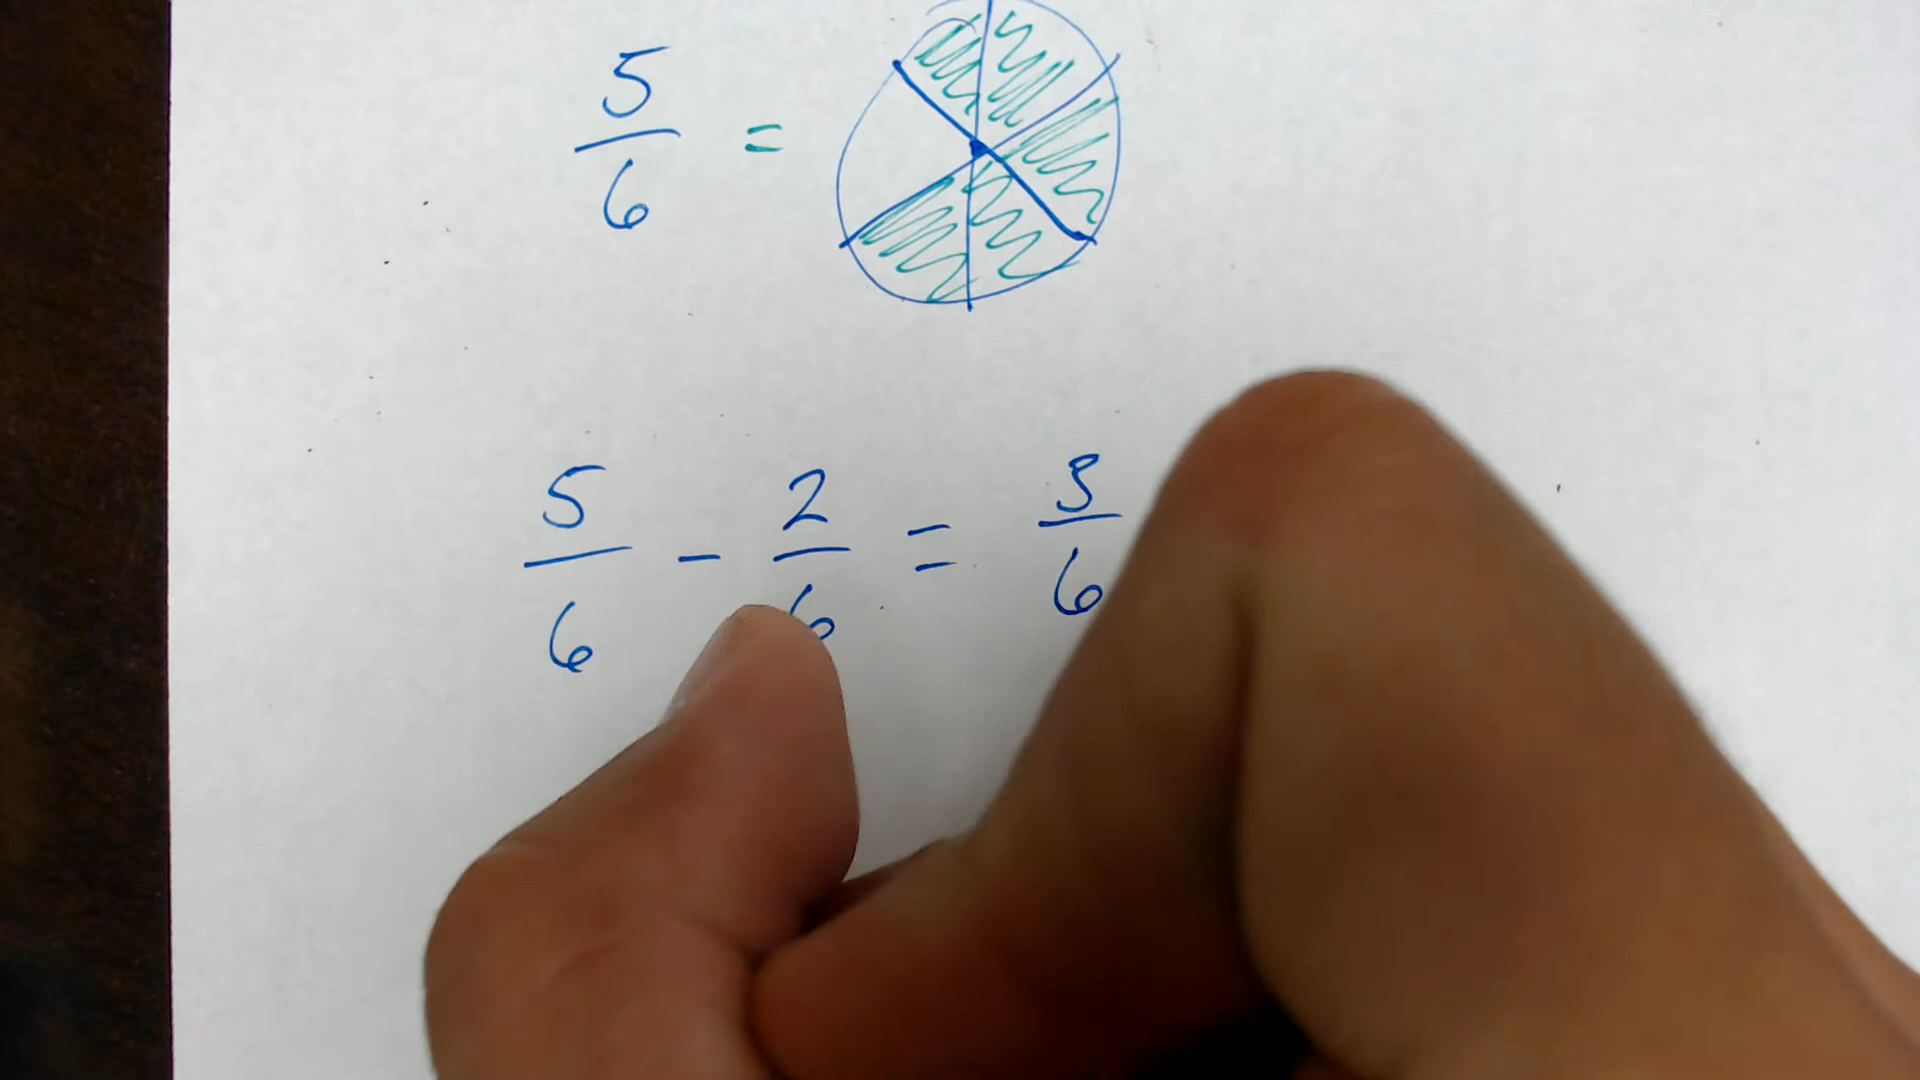 5/6 =
5/6 - 2/6 = 3/6